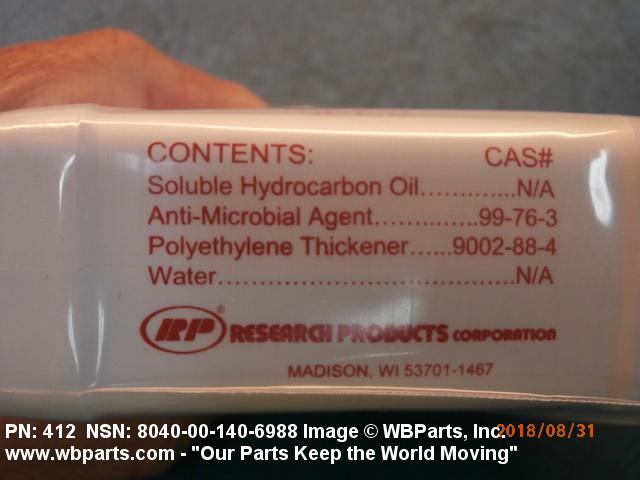 CONTENTS: CAS#
Soluble Hydrocarbon Oil.............N/A
Anti-Microbial Agent...............99-76-3
Polyethylene Thickener......9002-88-4
Water.......................................N/A
RP® RESEARCH PRODUCTS CORPORATION
MADISON, WI 53701-1467
PN: 412 NSN: 8040-00-140-6988 Image © WBParts, Inc. 2018/08/31
www.wbparts.com - "Our Parts Keep the World Moving"